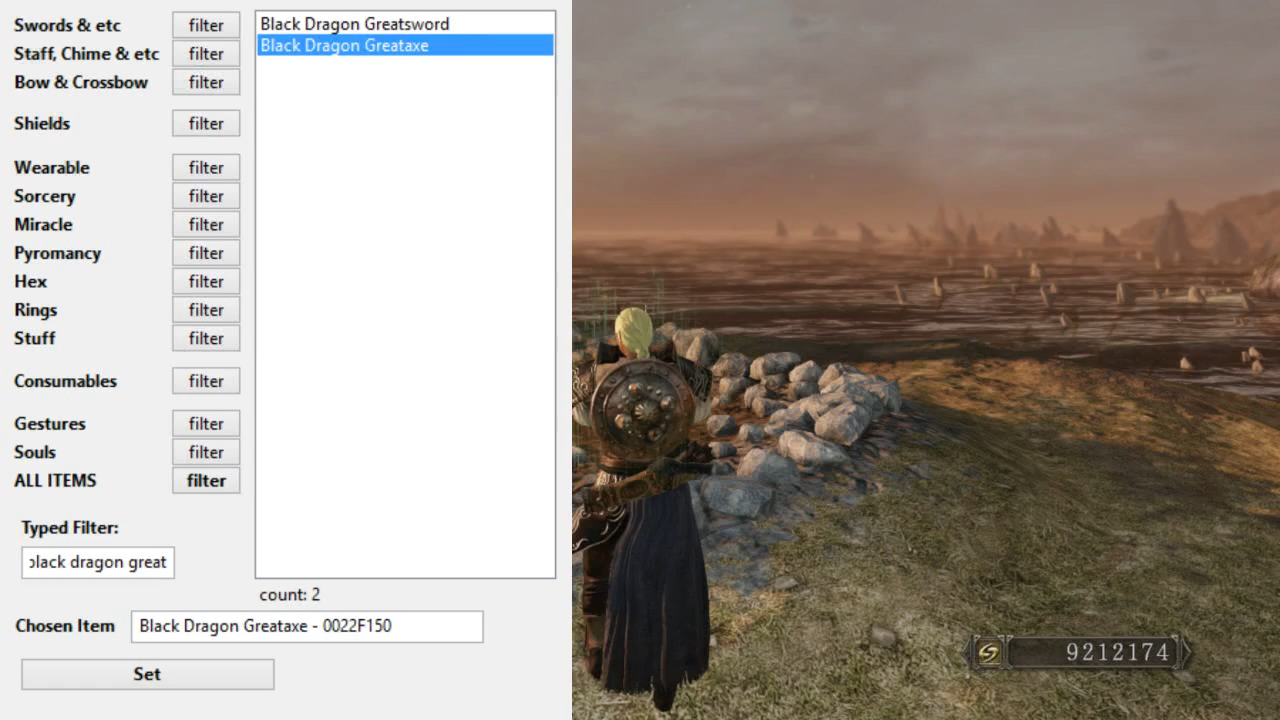 Swords & etc filter
Staff, Chime & etc filter
Bow & Crossbow filter
Shields filter
Wearable filter
Sorcery filter
Miracle filter
Pyromancy filter
Hex filter
Rings filter
Stuff filter
Consumables filter
Gestures filter
Souls filter
ALL ITEMS filter
Typed Filter:
black dragon great
Black Dragon Greatsword
Black Dragon Greataxe
count: 2
Chosen Item Black Dragon Greataxe - 0022F150
Set
9212174